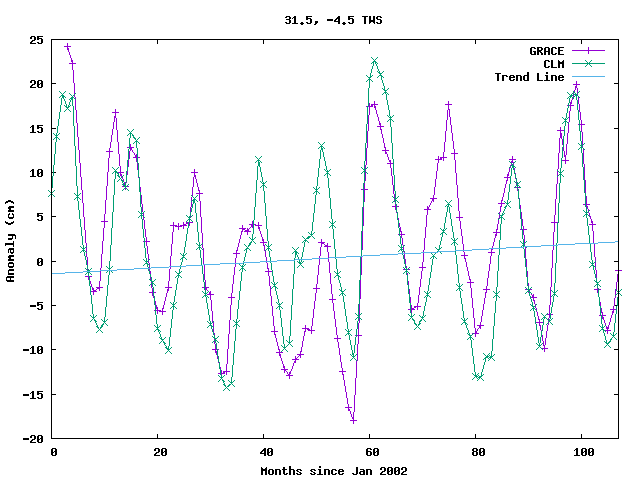 31.5, -4.5 TWS
GRACE
CLM
Trend Line
25
20
15
10
5
0
-5
-10
-15
-20
Anomaly (cm)
0 20 40 60 80 100
Months since Jan 2002